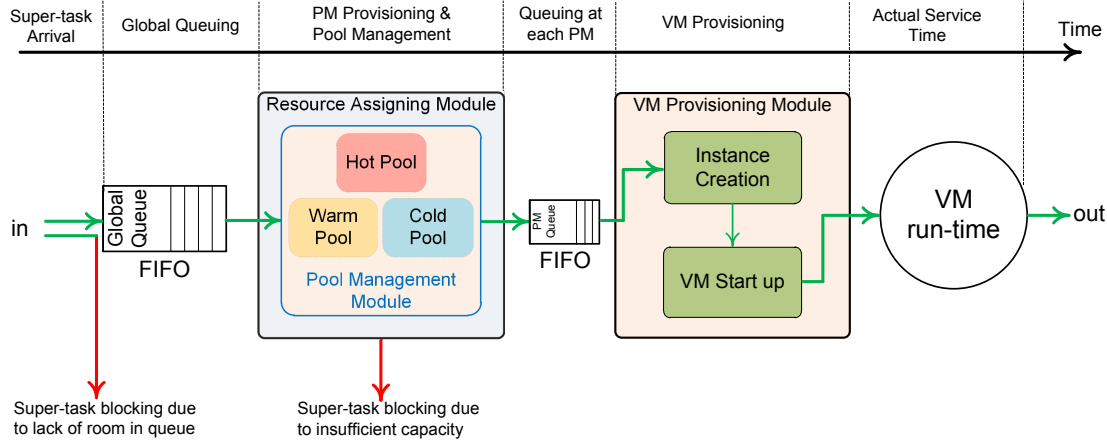 Super-task
Arrival
Global Queuing
PM Provisioning &
Pool Management
Queuing at
each PM
VM Provisioning
Actual Service
Time
Time
Resource Assigning Module
Hot Pool
Warm
Pool
Cold
Pool
Pool Management
Module
VM Provisioning Module
Instance
Creation
VM Start up
in
Global
Queue
FIFO
PM
Queue
FIFO
VM
run-time
out
Super-task blocking due
to lack of room in queue
Super-task blocking due
to insufficient capacity